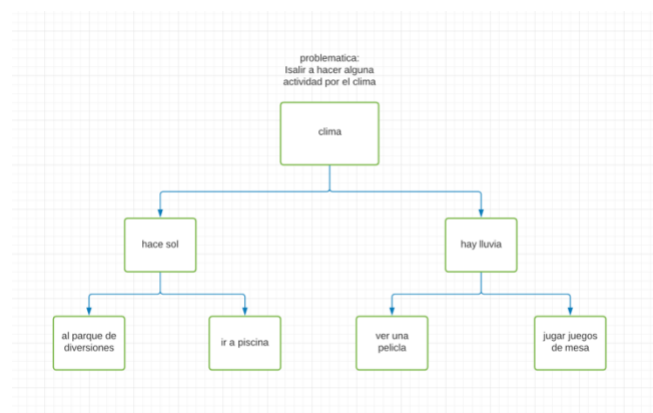 problematica:
Isalir a hacer alguna
actividad por el clima
clima
hace sol
hay lluvia
al parque de
diversiones
ir a piscina
ver una
pelicla
jugar juegos
de mesa